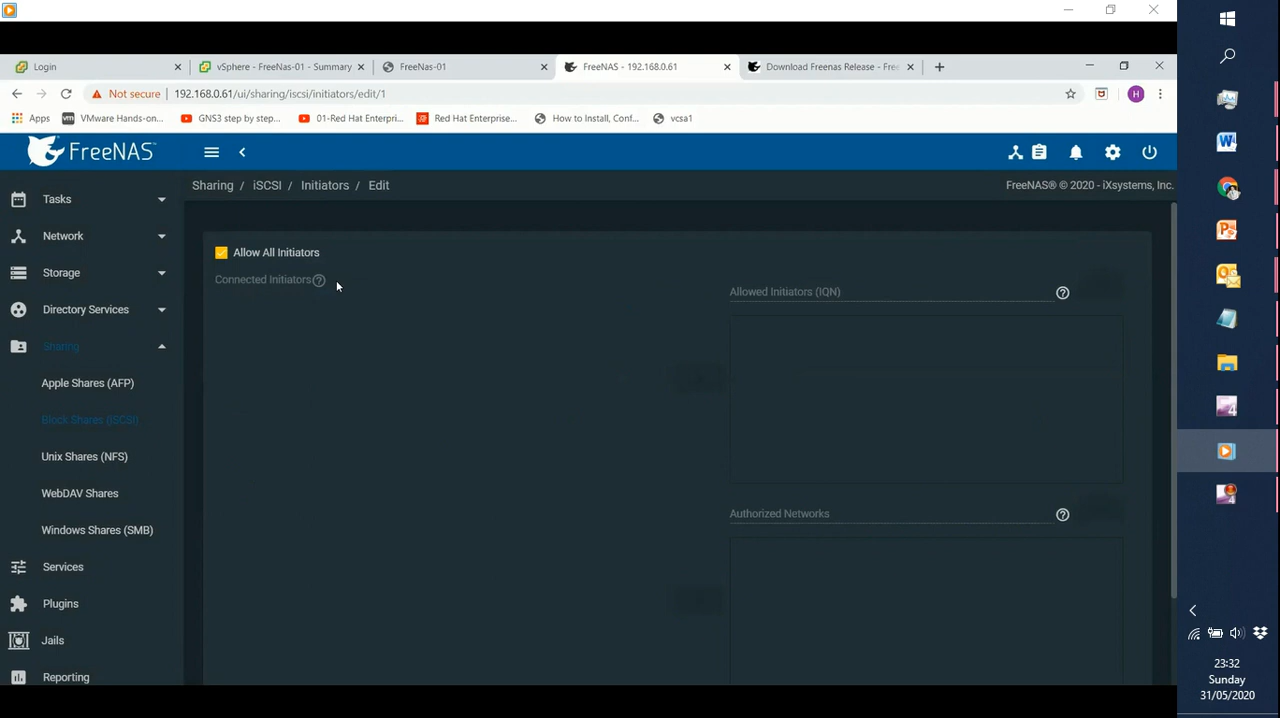 Login
vSphere - FreeNas-01 - Summary
FreeNas-01
FreeNAS - 192.168.0.61
Download Freenas Release - Free
Not secure
192.168.0.61/ui/sharing/iscsi/initiators/edit/1
H
Apps
VMware Hands-on...
GNS3 step by step...
01-Red Hat Enterpri...
Red Hat Enterprise...
How to Install, Conf...
vcsa1
FreeNAS
Sharing / iSCSI / Initiators / Edit
FreeNAS® © 2020 - iXsystems, Inc.
Tasks
Network
Storage
Directory Services
Sharing
Apple Shares (AFP)
Block Shares (iSCSI)
Unix Shares (NFS)
WebDAV Shares
Windows Shares (SMB)
Services
Plugins
Jails
Reporting
Allow All Initiators
Connected Initiators
Allowed Initiators (IQN)
Authorized Networks
23:32
Sunday
31/05/2020